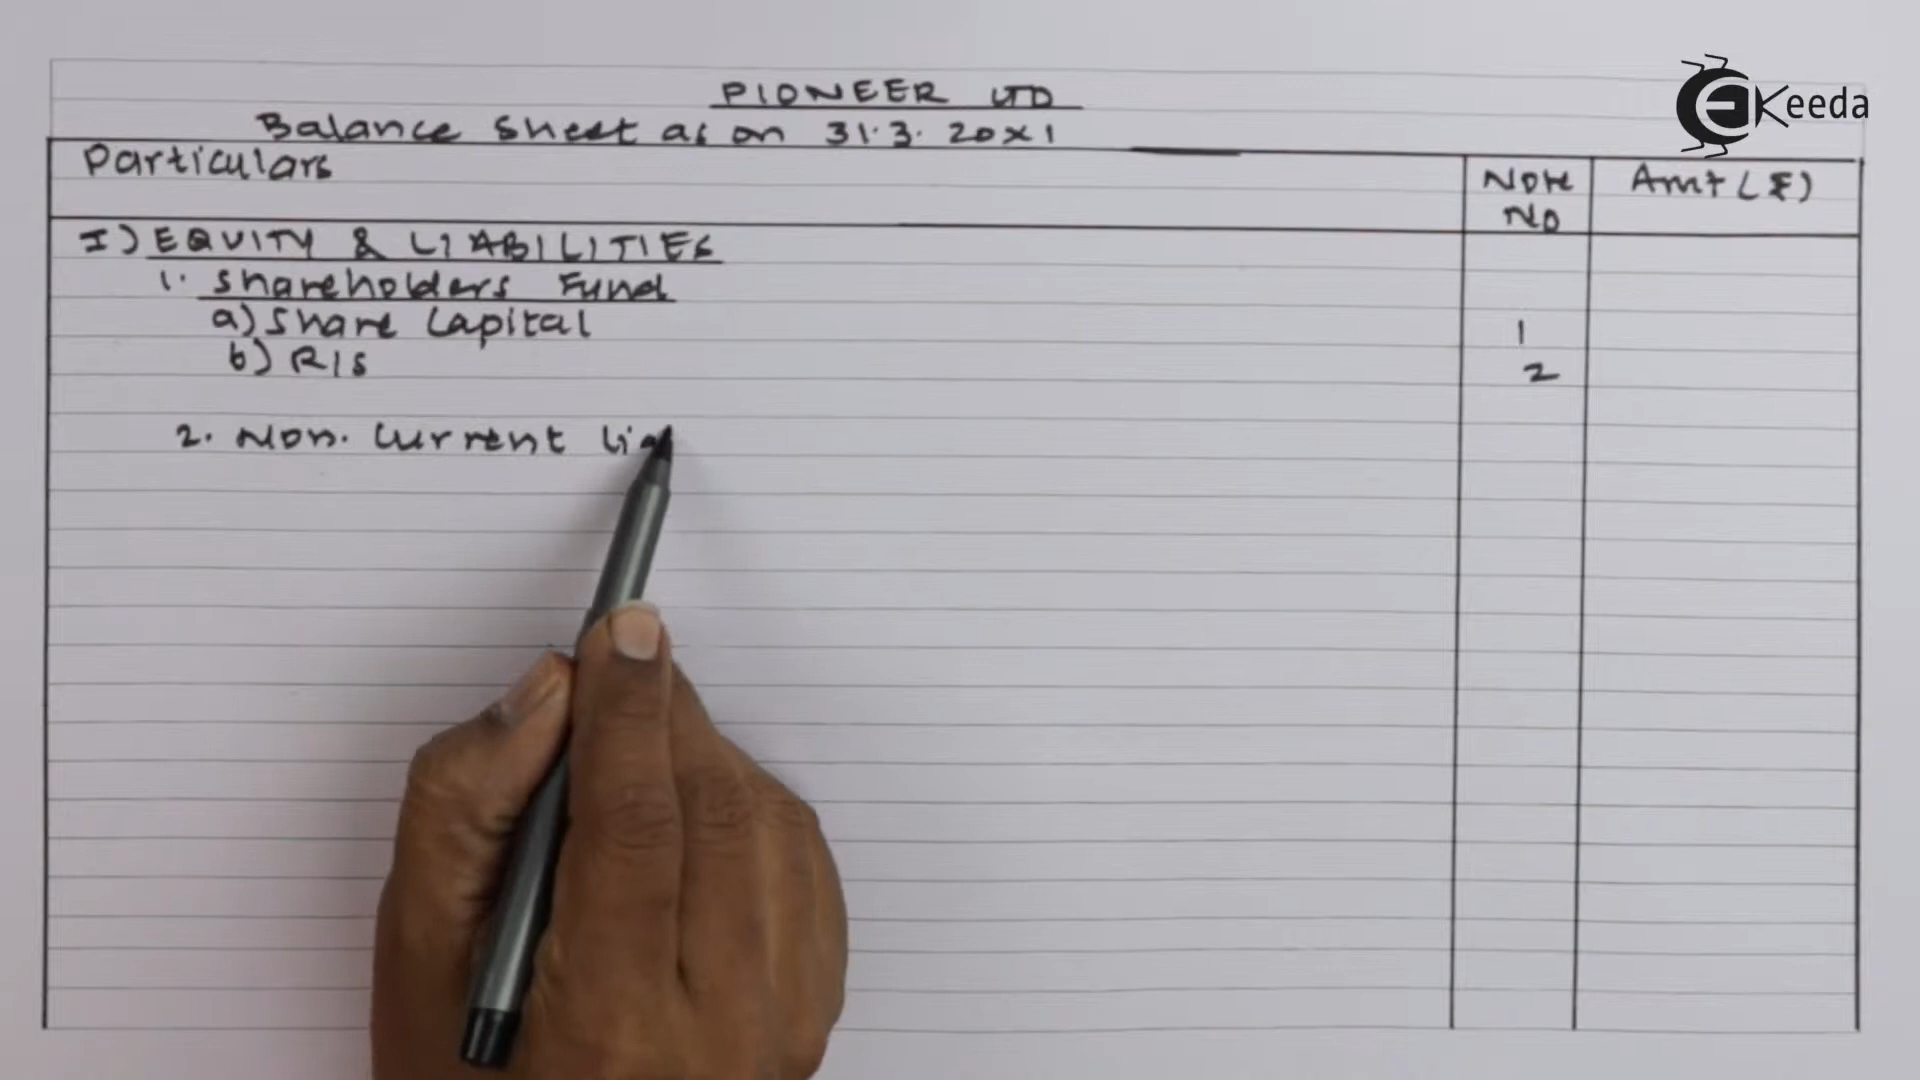 PIONEER LTD
EKeeda
Balance Sheet as on 31.3.20x1
Particulars
Note No
Amt (₹)
I) EQUITY & LIABILITIES
1. Shareholders Fund
a) Share Capital 1
b) R/S 2
2. Non. Current Lia